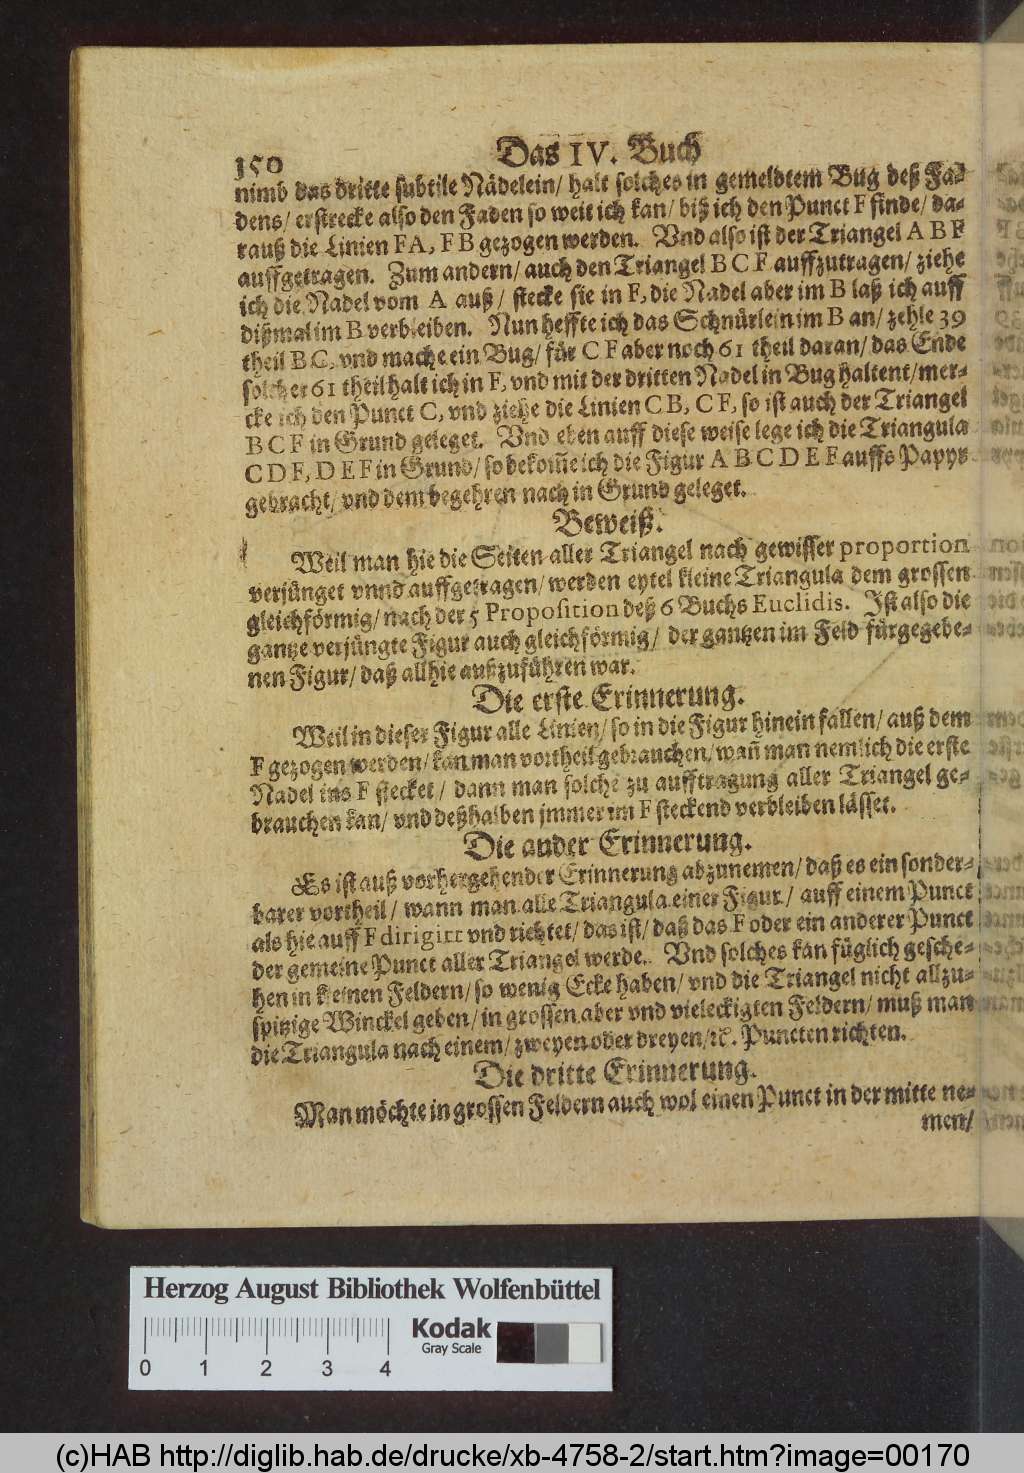 150
Das IV. Buch
nimb das dritte subtile Nädelein/ halt solches in gemeldtem Bug deß Fa-
dens/ erstrecke also den Faden so weit ich kan/ biß ich den Punct F finde/ da-
rauß die Linien FA, FB gezogen werden. Vnd also ist der Triangel A B F
auffgetragen. Zum andern/ auch den Triangel B C F auffzutragen/ ziehe
ich die Nadel vom A auß/ stecke sie in F, die Nadel aber im B laß ich auff
dißmal im B verbleiben. Nun heffte ich das Schnürlein im B an/ zehle 39
theil B C, vnd mache ein Bug/ für C F aber noch 61 theil daran/ das Ende
solcher 61 theil halt ich in F, vnd mit der dritten Nadel in Bug haltent/ mer-
cke ich den Punct C, vnd ziehe die Linien C B, C F, so ist auch der Triangel
B C F in Grund geleget. Vnd eben auff diese weise lege ich die Triangula
C D F, D E F in Grund/ so bekom̃e ich die Figur A B C D E F auffs Papyr
gebracht/ vnd dem begehren nach in Grund geleget.
Beweiß.
Weil man hie die Seiten aller Triangel nach gewisser proportion
verjünget vnnd auffgetragen/ werden eytel kleine Triangula dem grossen
gleichförmig/ nach der 5 Proposition deß 6 Buchs Euclidis. Ist also die
gantze verjüngte Figur auch gleichförmig/ der gantzen im Feld fürgegebe-
nen Figur/ daß allhie außzuführen war.
Die erste Erinnerung.
Weil in dieser Figur alle Linien/ so in die Figur hinein fallen/ auß dem
F gezogen werden/ kan man vortheil gebrauchen/ wan̄ man nemlich die erste
Nadel ins F stecket/ dann man solche zu aufftragung aller Triangel ge-
brauchen kan/ vnd deßhalben jmmer im F steckend verbleiben lässet.
Die ander Erinnerung.
Es ist auß vorhergehender Erinnerung abzunemen/ daß es ein sonder-
barer vortheil/ wann man alle Triangula einer Figur/ auff einem Punct
als hie auff F dirigirt vnd richtet/ das ist/ daß das F oder ein anderer Punct
der gemeine Punct aller Triangel werde. Vnd solches kan füglich gesche-
hen in kleinen Feldern/ so wenig Ecke haben/ vnd die Triangel nicht allzu-
spitzige Winckel geben/ in grossen aber vnd vieleckigten Feldern/ muß man
die Triangula nach einem/ zweyen oder dreyen/ ꝛc. Puncten richten.
Die dritte Erinnerung.
Man möchte in grossen Feldern auch wol einen Punct in der mitte ne-
men/
Herzog August Bibliothek Wolfenbüttel
Kodak
Gray Scale
0 1 2 3 4
(c)HAB http://diglib.hab.de/drucke/xb-4758-2/start.htm?image=00170